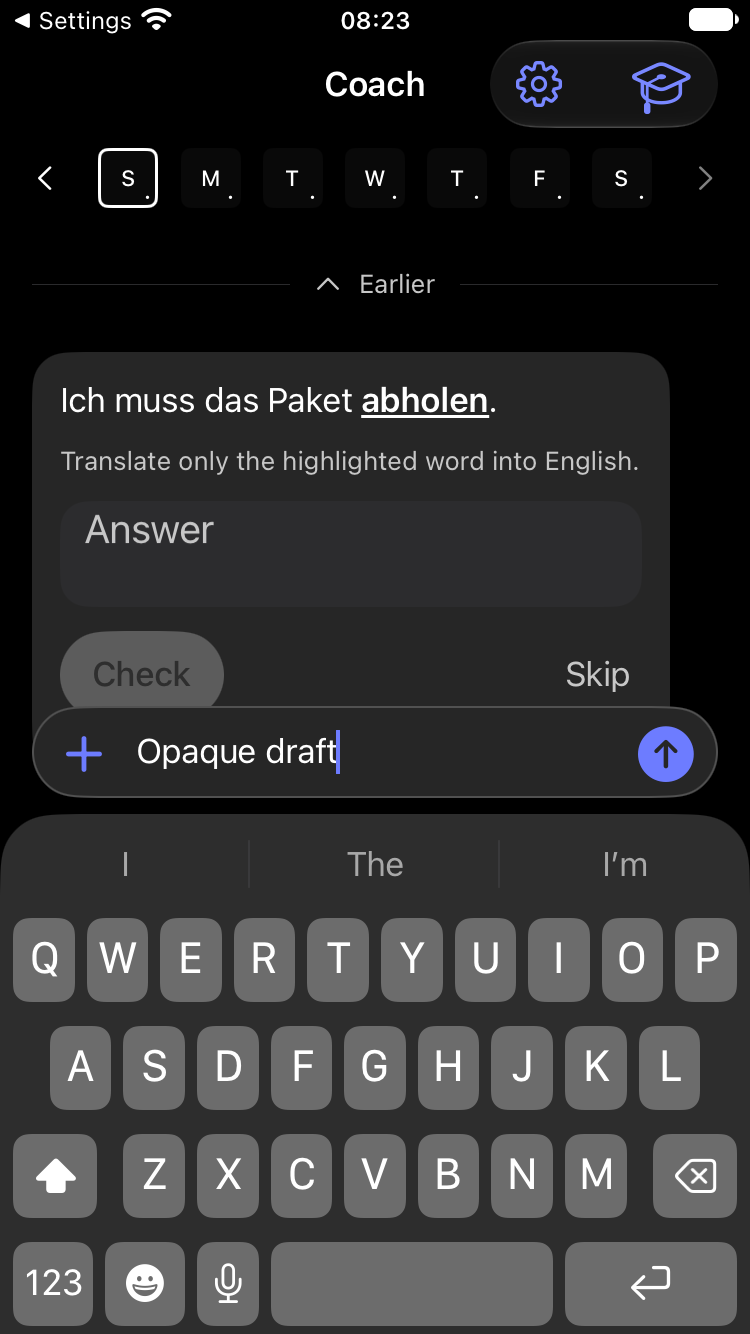 Settings 08:23
Coach
S. M. T. W. T. F. S.
Earlier
Ich muss das Paket abholen.
Translate only the highlighted word into English.
Answer
Check Skip
Opaque draft
I The I’m
Q W E R T Y U I O P
A S D F G H J K L
Z X C V B N M
123